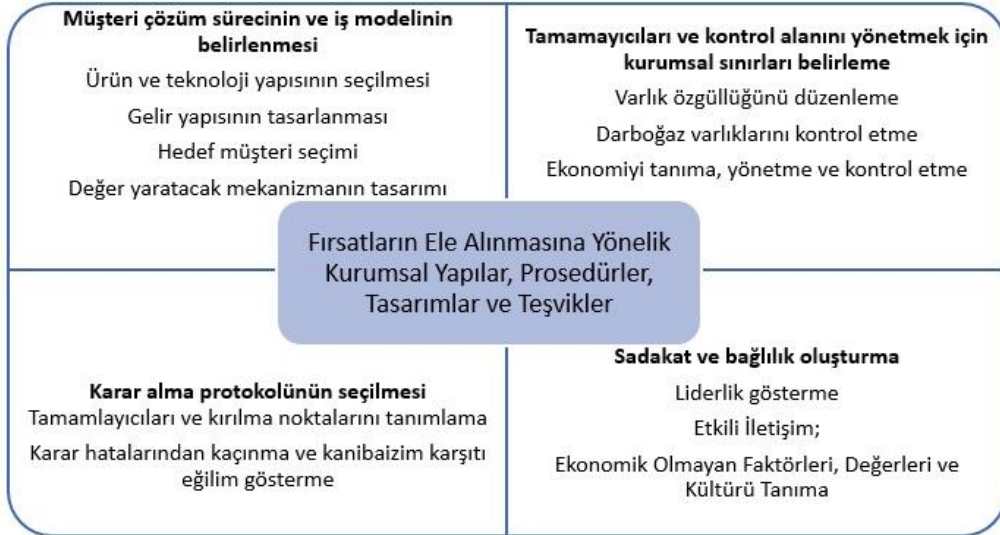 Müşteri çözüm sürecinin ve iş modelinin
belirlenmesi
Ürün ve teknoloji yapısının seçilmesi
Gelir yapısının tasarlanması
Hedef müşteri seçimi
Değer yaratacak mekanizmanın tasarımı
Tamamayıcıları ve kontrol alanını yönetmek için
kurumsal sınırları belirleme
Varlık özgüllüğünü düzenleme
Darboğaz varlıklarını kontrol etme
Ekonomiyi tanıma, yönetme ve kontrol etme
Fırsatların Ele Alınmasına Yönelik
Kurumsal Yapılar, Prosedürler,
Tasarımlar ve Teşvikler
Karar alma protokolünün seçilmesi
Tamamlayıcıları ve kırılma noktalarını tanımlama
Karar hatalarından kaçınma ve kanibaizim karşıtı
eğilim gösterme
Sadakat ve bağlılık oluşturma
Liderlik gösterme
Etkili İletişim;
Ekonomik Olmayan Faktörleri, Değerleri ve
Kültürü Tanıma